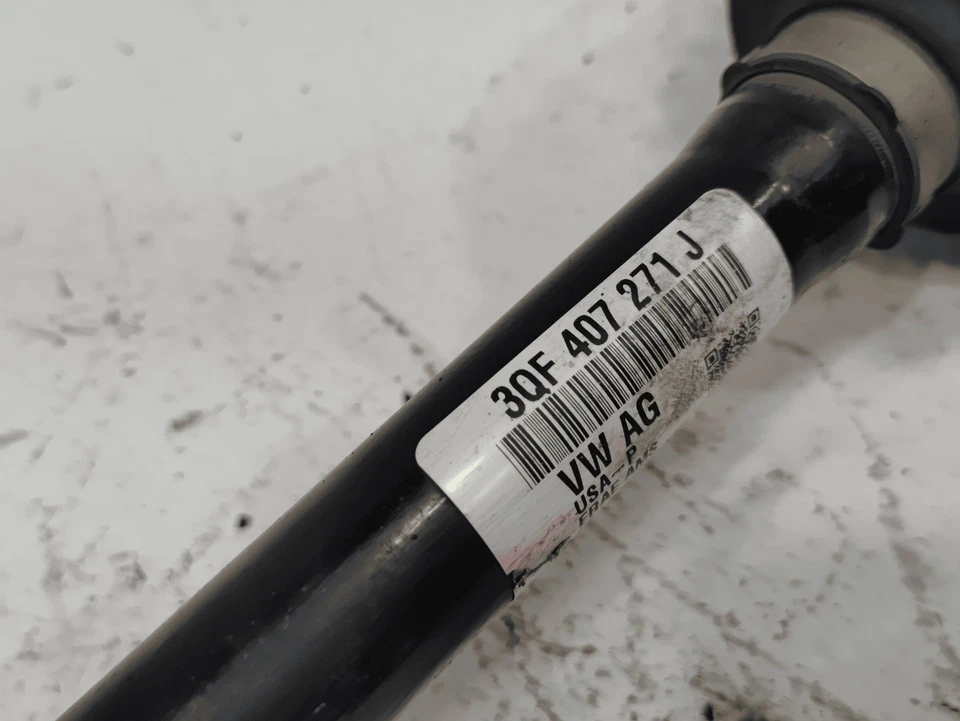 3QF 407 271 J
VW AG
USA P